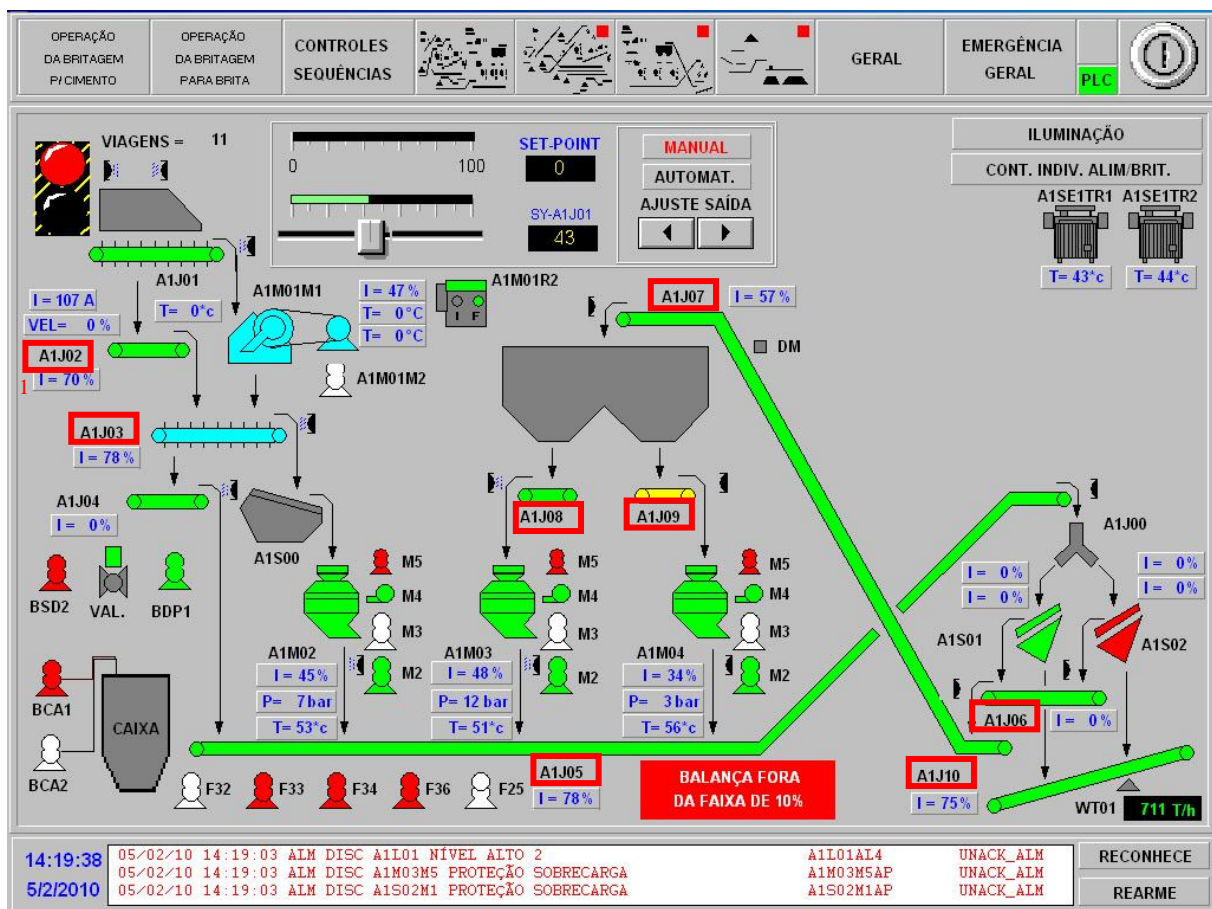 OPERAÇÃO
DA BRITAGEM
P/ CIMENTO
OPERAÇÃO
DA BRITAGEM
PARA BRITA
CONTROLES
SEQUÊNCIAS
GERAL
EMERGÊNCIA
GERAL
PLC
VIAGENS = 11
0 100
SET-POINT
0
SY-A1J01
43
MANUAL
AUTOMAT.
AJUSTE SAÍDA
ILUMINAÇÃO
CONT. INDIV. ALIM/BRIT.
A1SE1TR1 A1SE1TR2
T= 43*c T= 44*c
A1J01
I = 107 A
T= 0*c
VEL= 0 %
A1J02
I = 70 %
1
A1M01M1
I = 47 %
T= 0°C
T= 0°C
A1M01R2
I F
A1M01M2
A1J07
I = 57 %
DM
A1J03
I = 78 %
A1J04
I = 0%
A1S00
A1J08
A1J09
A1J00
I = 0%
I = 0%
I = 0%
I = 0%
BSD2
VAL.
BDP1
M5
M4
M3
M2
M5
M4
M3
M2
M5
M4
M3
M2
A1M02
I = 45 %
P= 7 bar
T= 53*c
A1M03
I = 48 %
P= 12 bar
T= 51*c
A1M04
I = 34 %
P= 3 bar
T= 56*c
A1S01
A1S02
A1J06
I = 0 %
BCA1
CAIXA
BCA2
F32
F33
F34
F36
F25
A1J05
I = 78 %
BALANÇA FORA
DA FAIXA DE 10%
A1J10
I = 75 %
WT01
711 T/h
14:19:38
5/2/2010
05/02/10 14:19:03 ALM DISC A1L01 NÍVEL ALTO 2 A1L01AL4 UNACK_ALM
05/02/10 14:19:03 ALM DISC A1M03M5 PROTEÇÃO SOBRECARGA A1M03M5AP UNACK_ALM
05/02/10 14:19:03 ALM DISC A1S02M1 PROTEÇÃO SOBRECARGA A1S02M1AP UNACK_ALM
RECONHECE
REARME